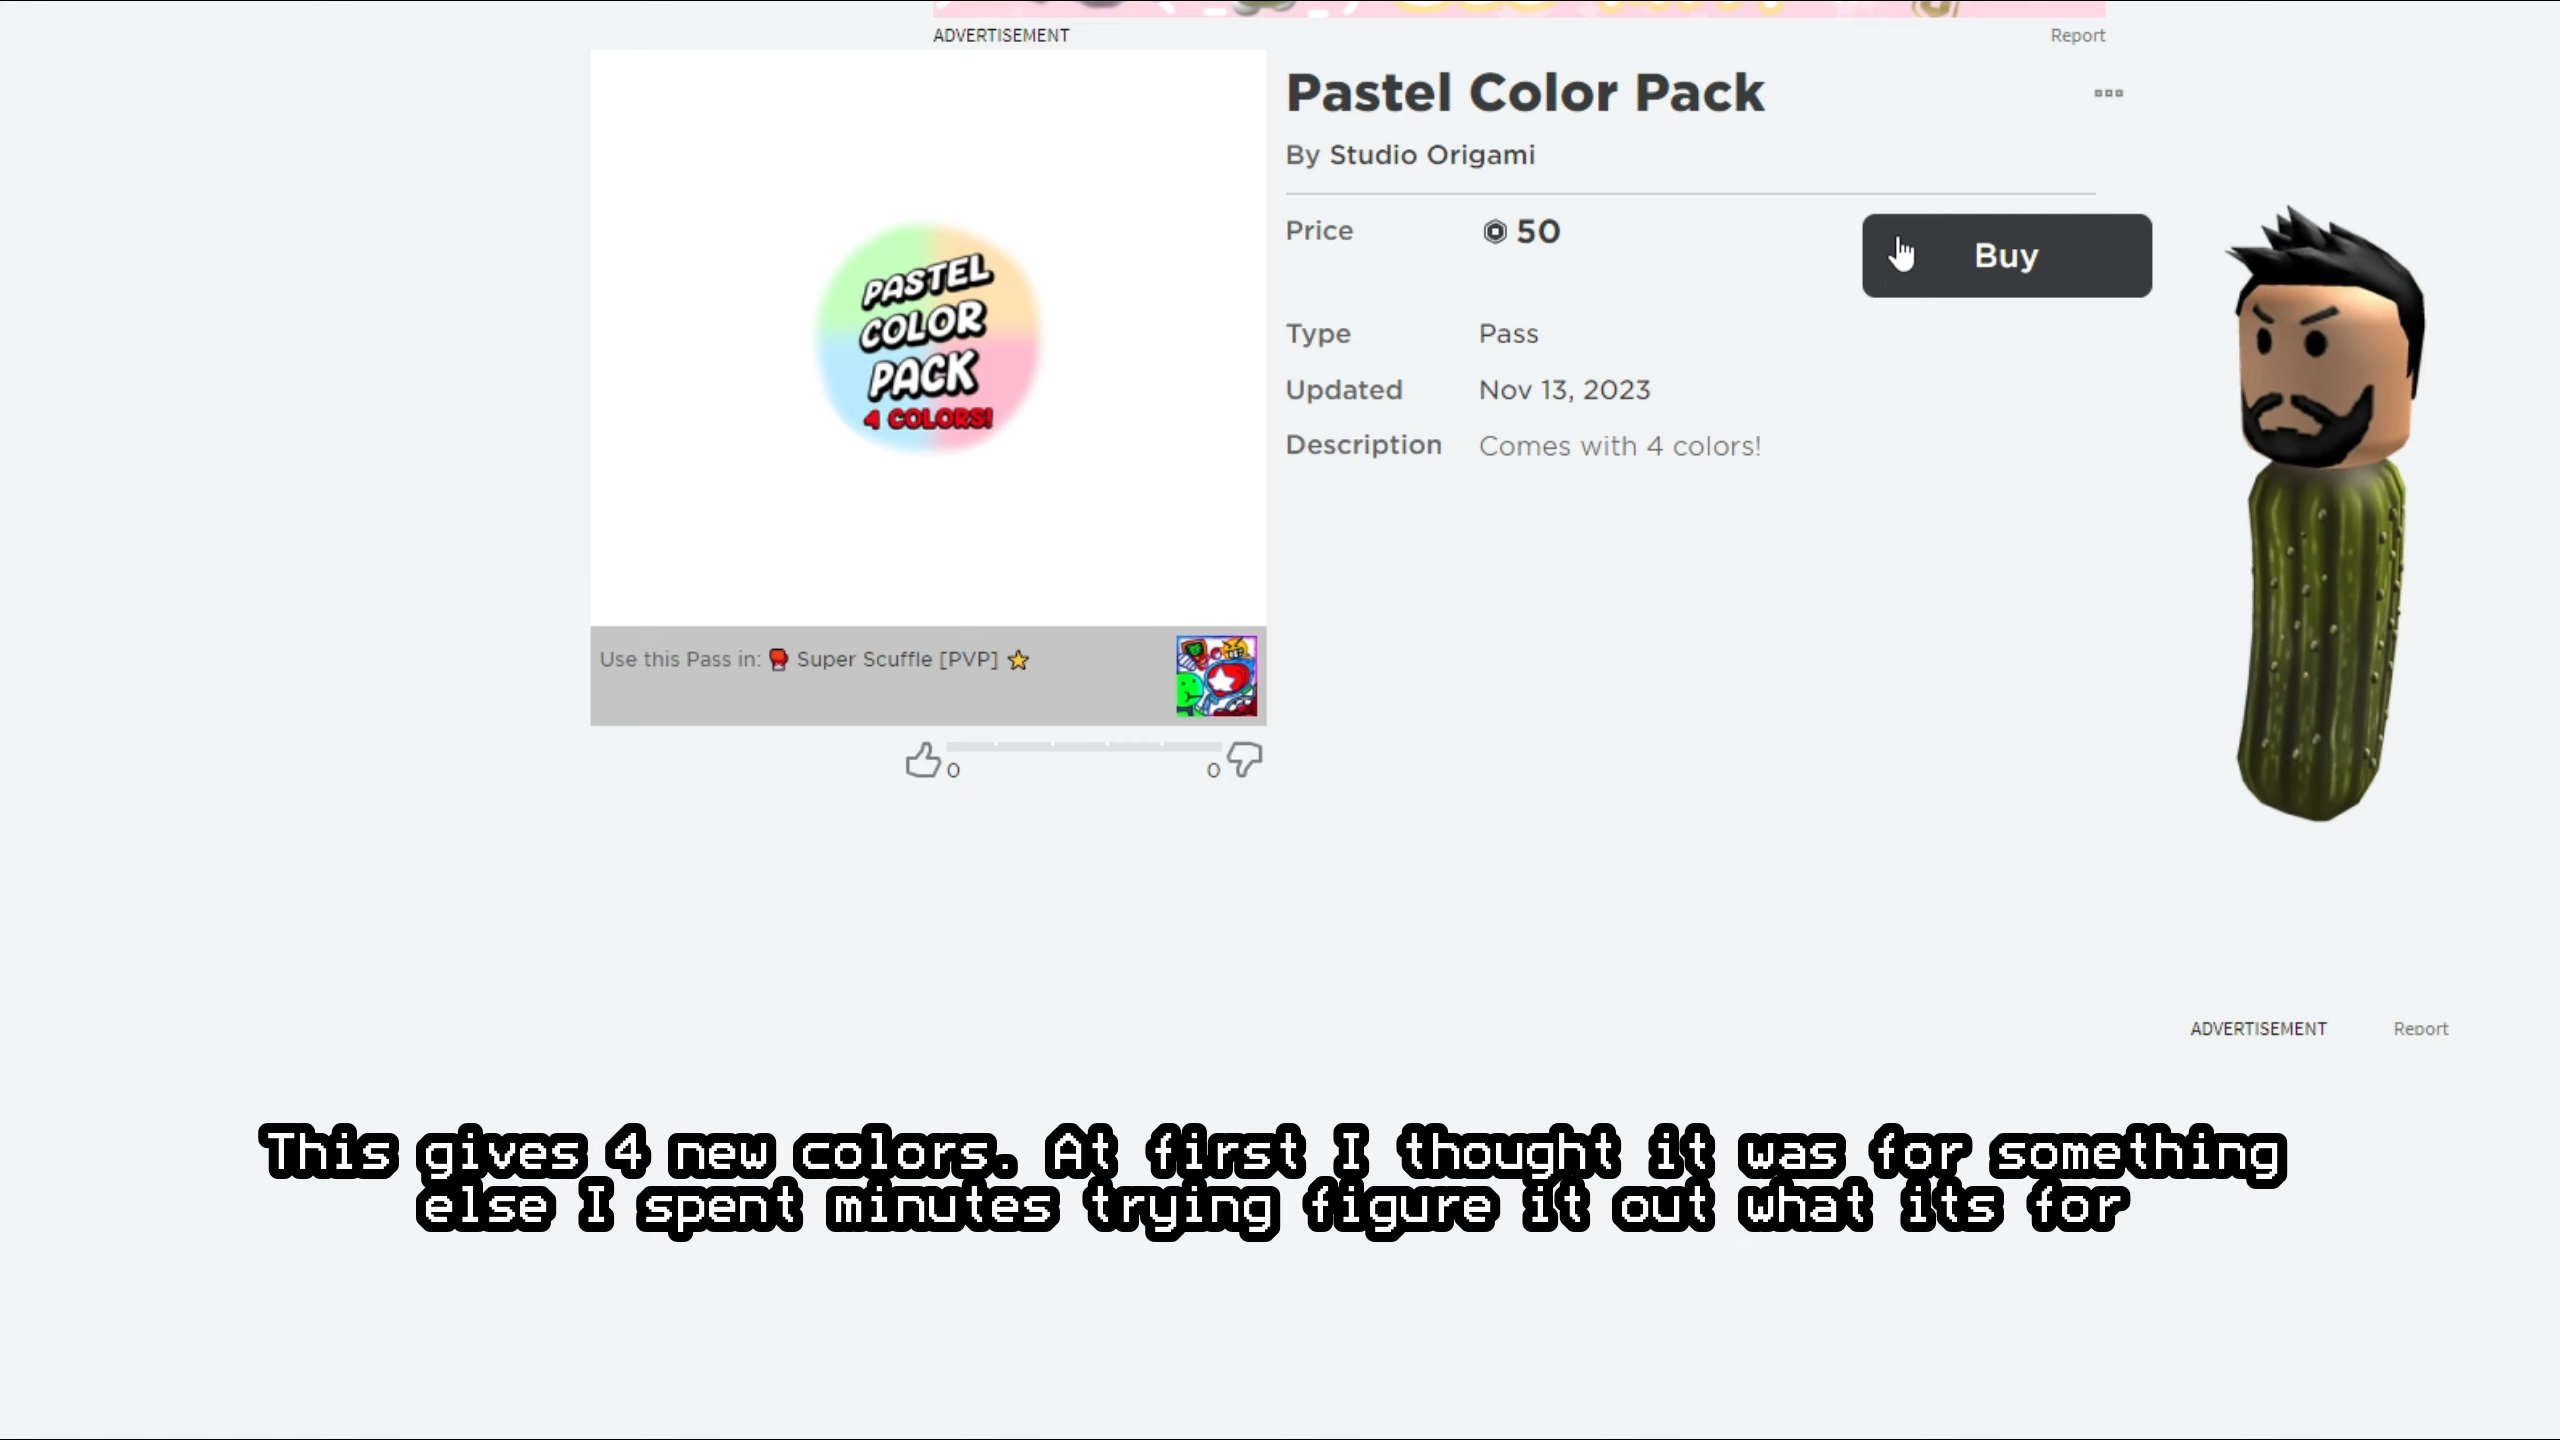 ADVERTISEMENT
Report
Pastel Color Pack
By Studio Origami
PASTEL
COLOR
PACK
4 COLORS!
Price
50
Buy
Type
Pass
Updated
Nov 13, 2023
Description
Comes with 4 colors!
Use this Pass in: 🥊 Super Scuffle [PVP] ⭐
0
0
ADVERTISEMENT
Report
This gives 4 new colors. At first I thought it was for something
else I spent minutes trying figure it out what its for